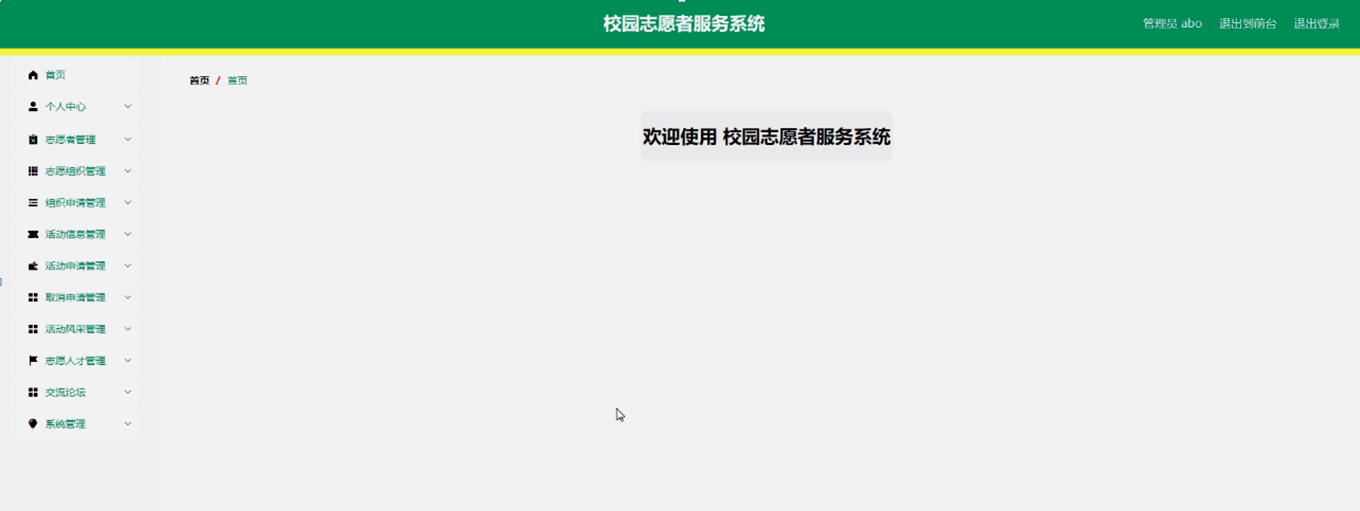 校园志愿者服务系统
管理员 abo 退出到前台 退出登录
首页
个人中心
志愿者管理
志愿组织管理
组织申请管理
活动信息管理
活动申请管理
取消申请管理
活动风采管理
志愿人才管理
交流论坛
系统管理
首页 / 首页
欢迎使用 校园志愿者服务系统